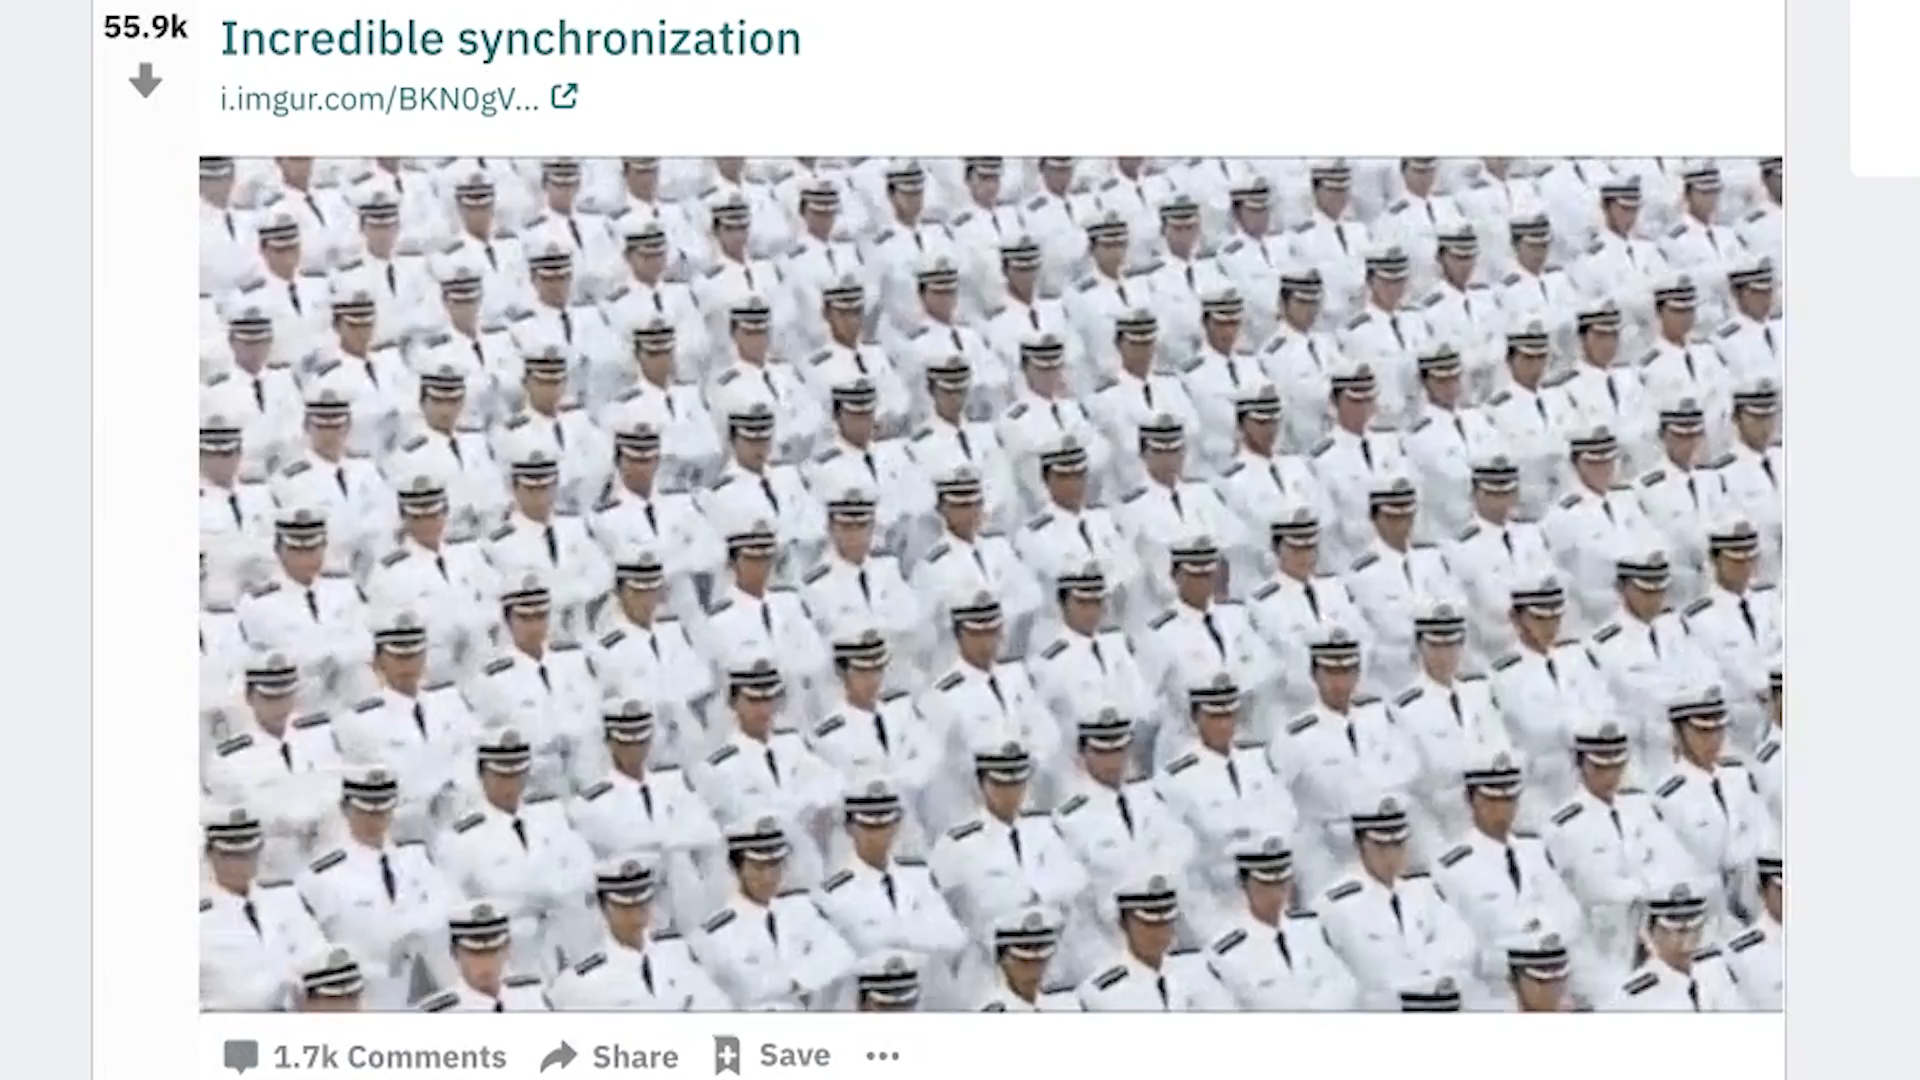 55.9k
Incredible synchronization
i.imgur.com/BKN0gV...
1.7k Comments
Share
Save